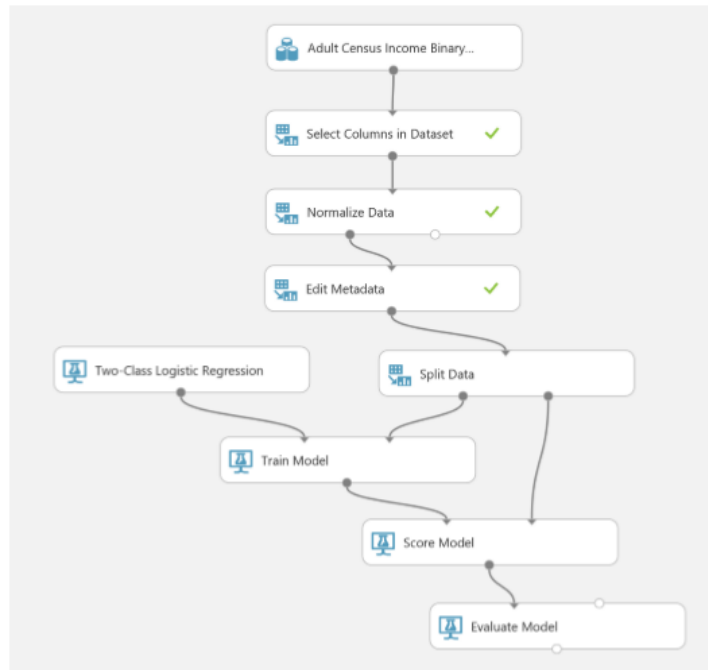 Adult Census Income Binary...
Select Columns in Dataset
Normalize Data
Edit Metadata
Two-Class Logistic Regression
Split Data
Train Model
Score Model
Evaluate Model